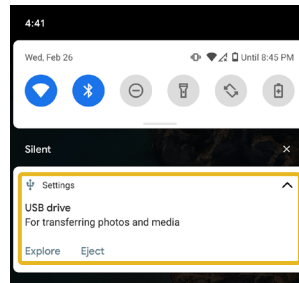 4:41
Wed, Feb 26 Until 8:45 PM
Silent
Settings
USB drive
For transferring photos and media
Explore Eject